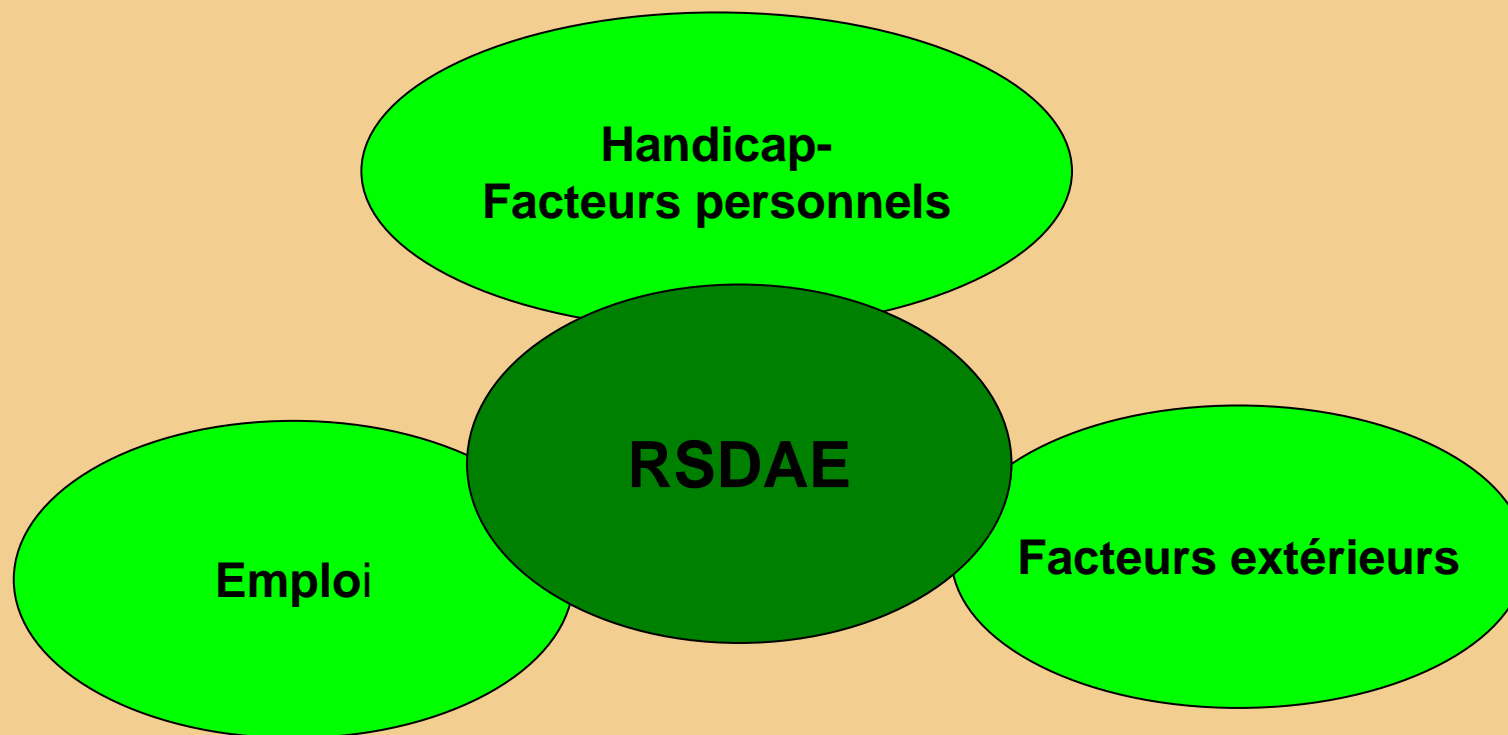 Handicap-
Facteurs personnels
RSDAE
Emploi
Facteurs extérieurs